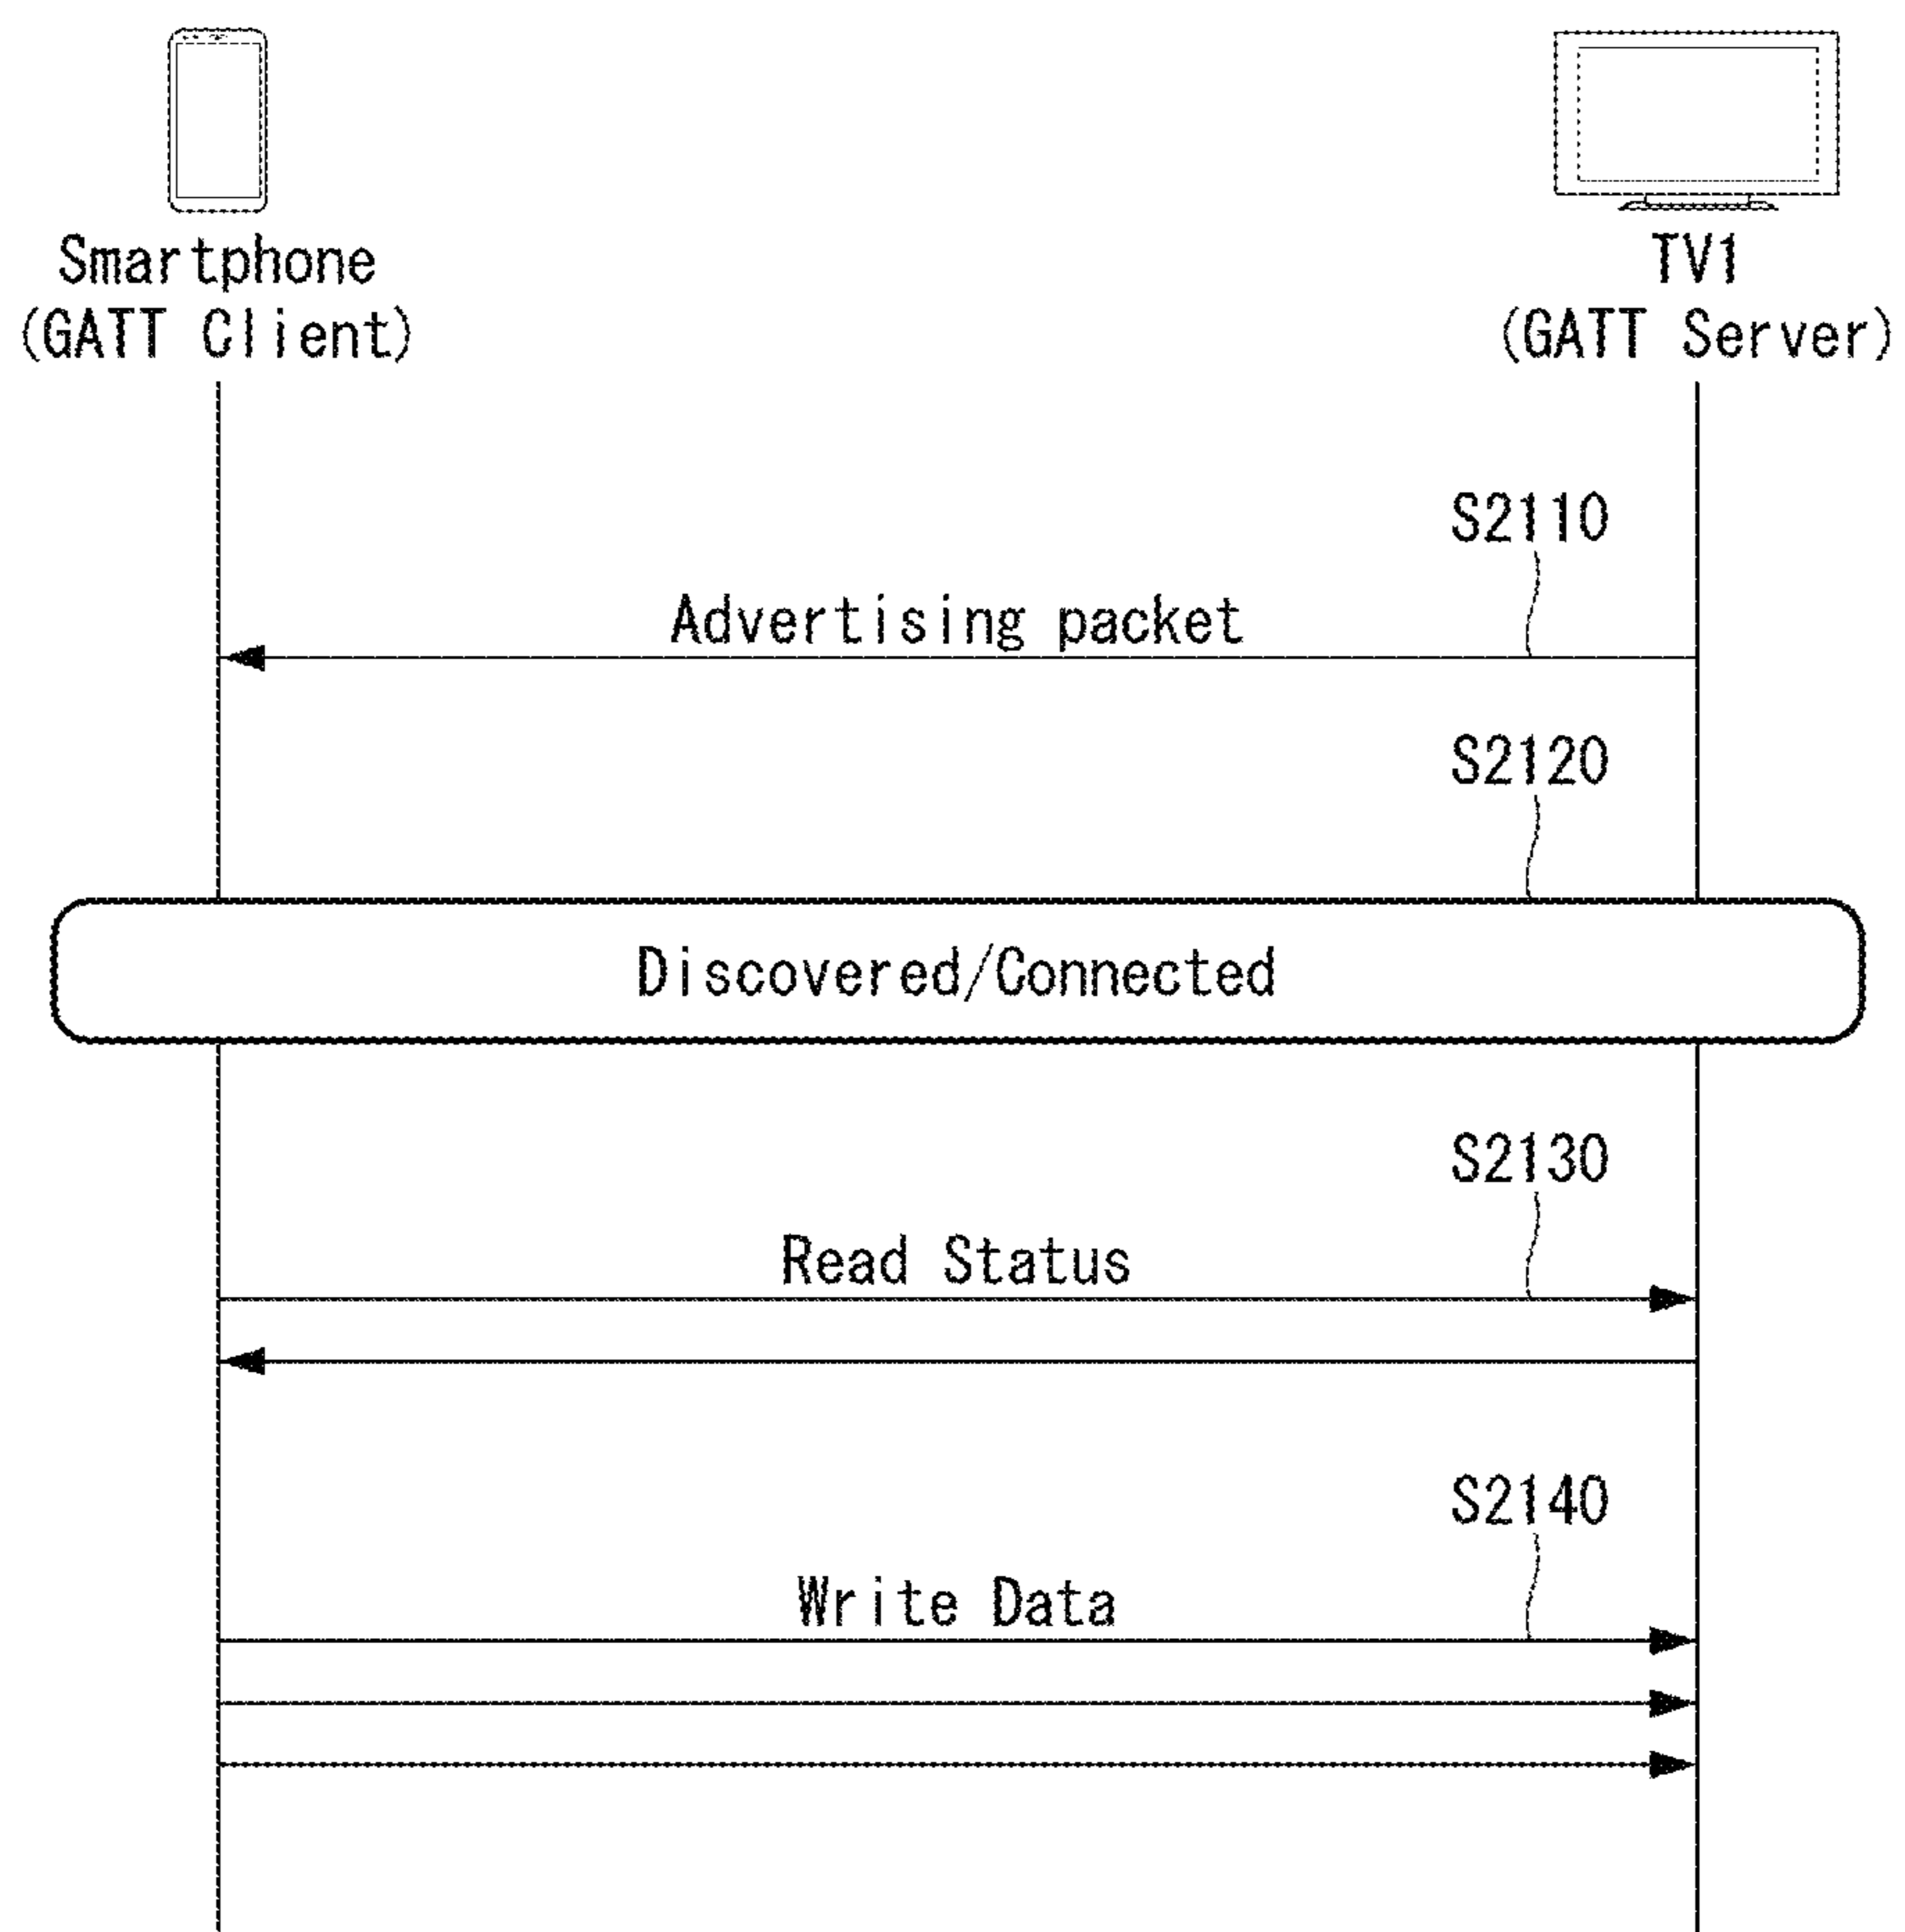 Smartphone
(GATT Client)
TV1
(GATT Server)
S2110
Advertising packet
S2120
Discovered/Connected
S2130
Read Status
S2140
Write Data